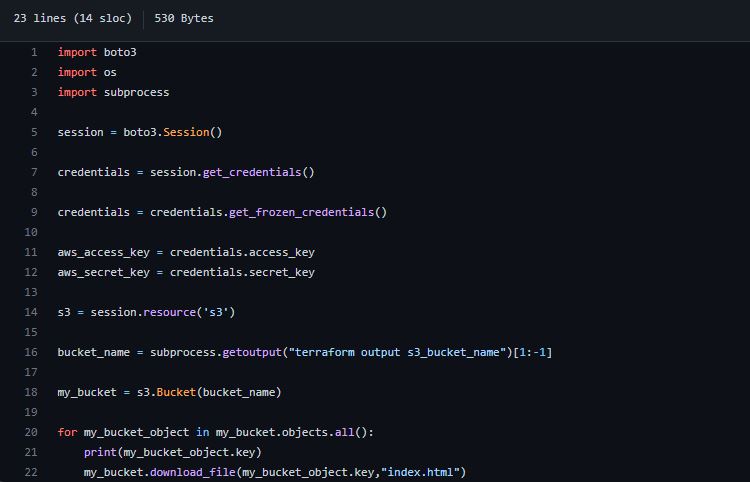 23 lines (14 sloc) 530 Bytes
1 import boto3
2 import os
3 import subprocess
4
5 session = boto3.Session()
6
7 credentials = session.get_credentials()
8
9 credentials = credentials.get_frozen_credentials()
10
11 aws_access_key = credentials.access_key
12 aws_secret_key = credentials.secret_key
13
14 s3 = session.resource('s3')
15
16 bucket_name = subprocess.getoutput("terraform output s3_bucket_name")[1:-1]
17
18 my_bucket = s3.Bucket(bucket_name)
19
20 for my_bucket_object in my_bucket.objects.all():
21     print(my_bucket_object.key)
22     my_bucket.download_file(my_bucket_object.key,"index.html")